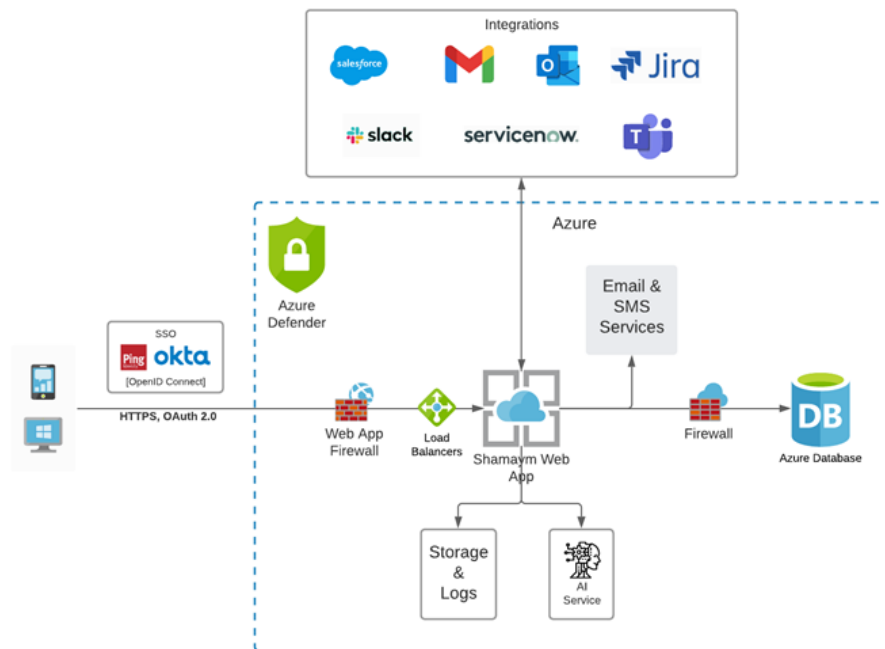 Integrations
salesforce
Jira
slack
servicenow.
T
Azure
Azure
Defender
Email &
SMS
Services
SSO
Ping
okta
[OpenID Connect]
HTTPS, OAuth 2.0
Web App
Firewall
Load
Balancers
Shamaym Web
App
Firewall
DB
Azure Database
Storage
&
Logs
AI
Service